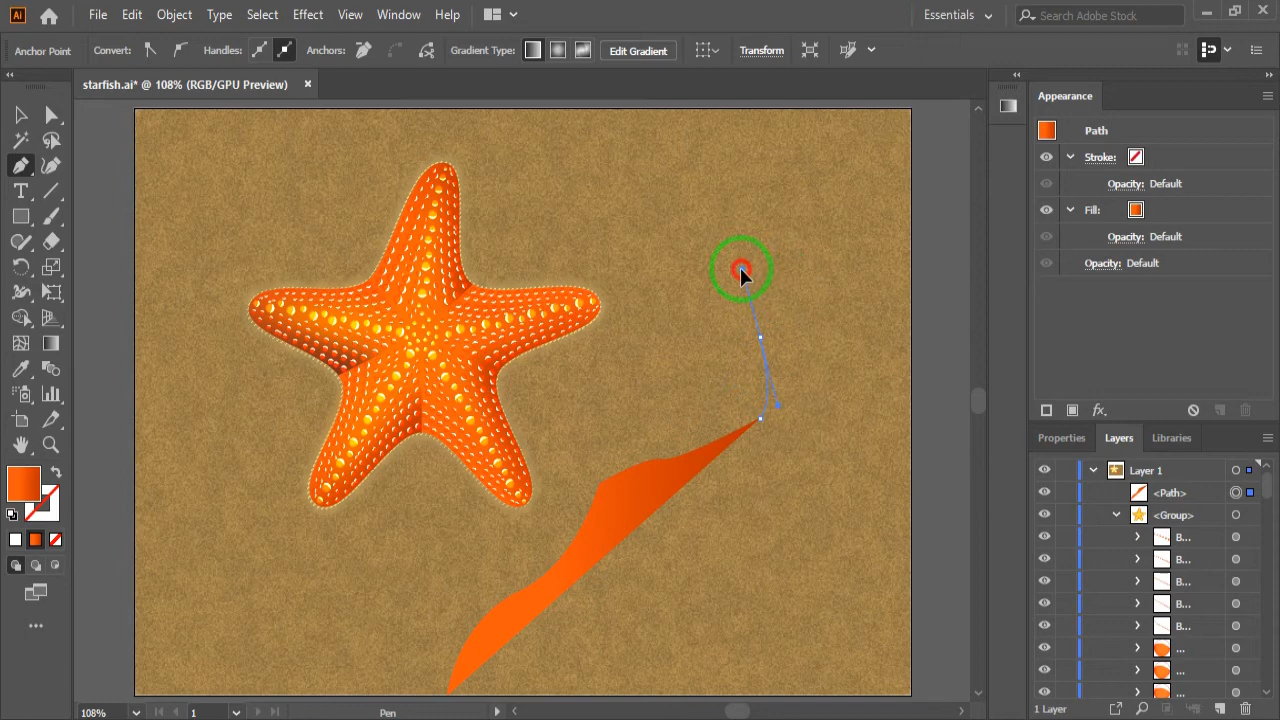 Ai File Edit Object Type Select Effect View Window Help Essentials Search Adobe Stock
Anchor Point Convert: Handles: Anchors: Gradient Type: Edit Gradient Transform
starfish.ai* @ 108% (RGB/GPU Preview) ×
Appearance
Path
Stroke:
Opacity: Default
Fill:
Opacity: Default
Opacity: Default
fx.
Properties Layers Libraries
Layer 1
<Path>
<Group>
B...
B...
B...
B...
B...
...
...
...
1 Layer
108% 1 Pen